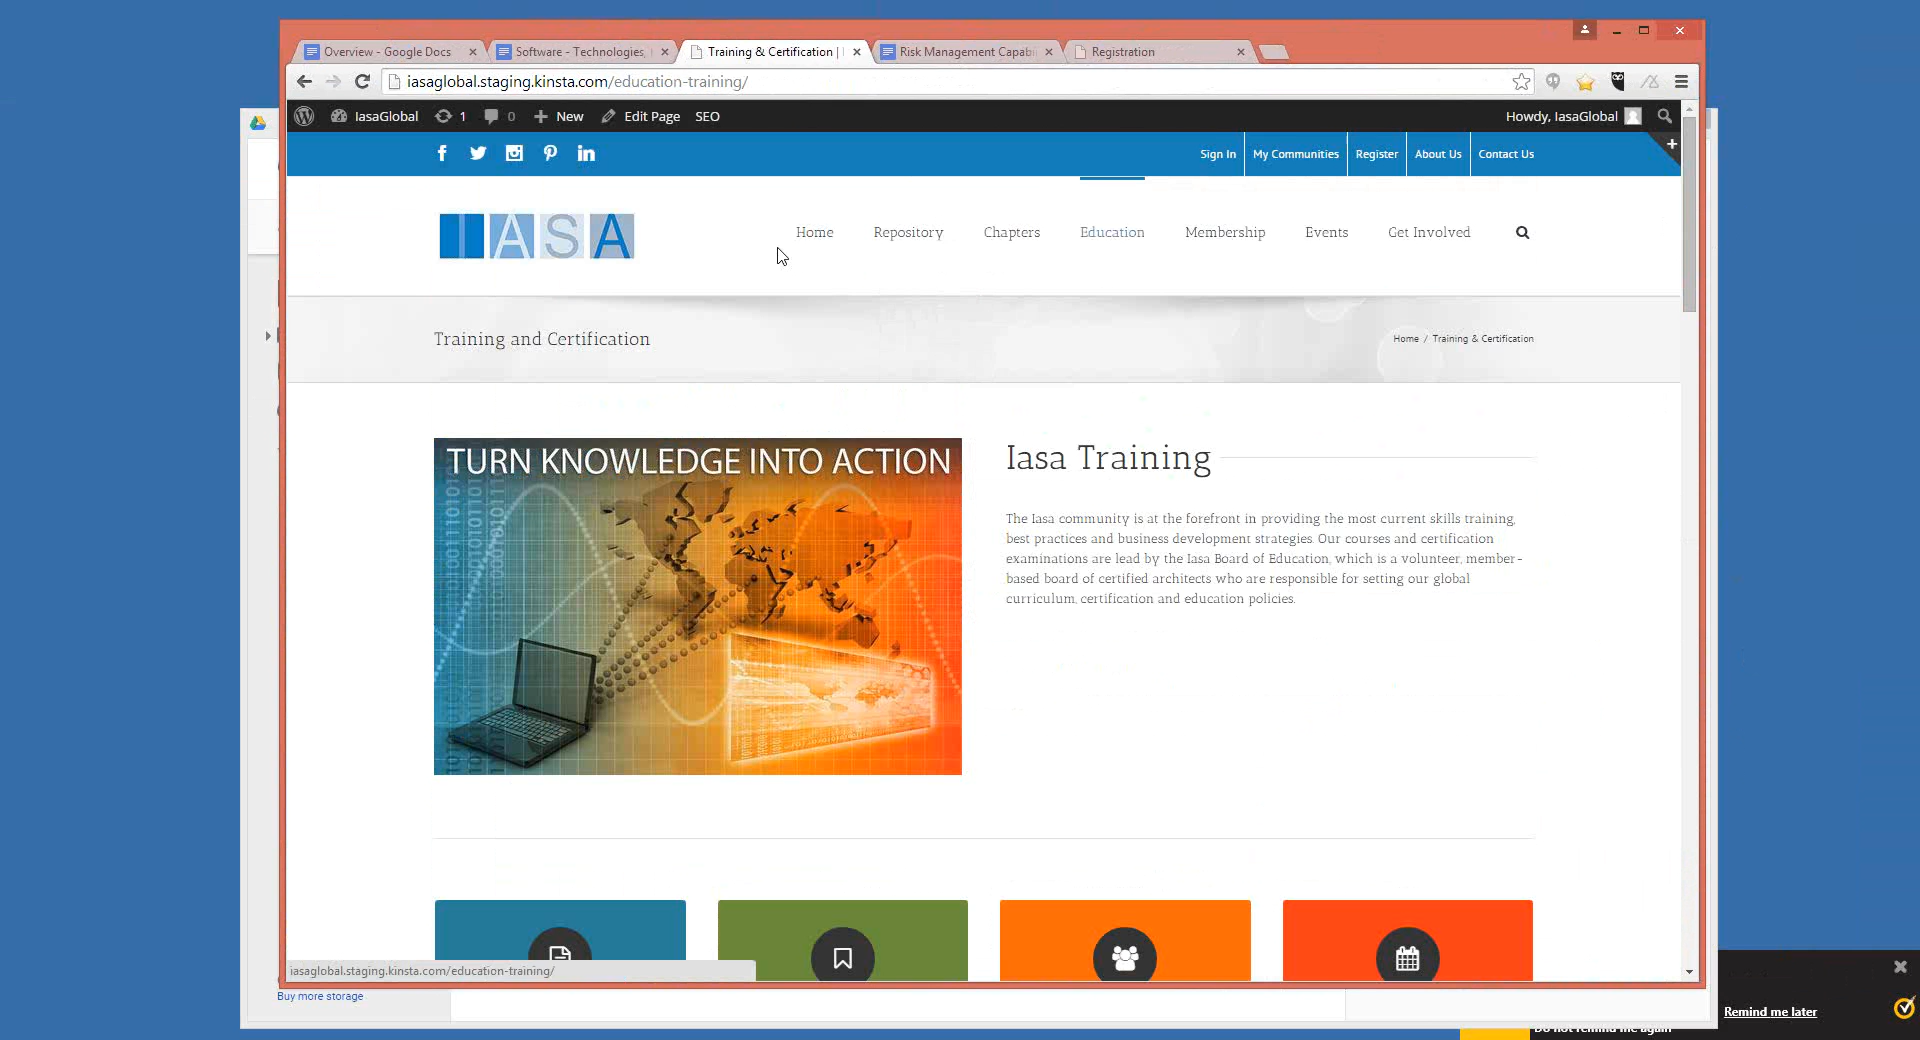 Overview - Google Docs
Software - Technologies,
Training & Certification |
Risk Management Capabi
Registration
iasaglobal.staging.kinsta.com/education-training/
IasaGlobal
1
0
New
Edit Page
SEO
Howdy, IasaGlobal
Sign In
My Communities
Register
About Us
Contact Us
IASA
Home
Repository
Chapters
Education
Membership
Events
Get Involved
Training and Certification
Home / Training & Certification
TURN KNOWLEDGE INTO ACTION
Iasa Training
The Iasa community is at the forefront in providing the most current skills training,
best practices and business development strategies. Our courses and certification
examinations are lead by the Iasa Board of Education, which is a volunteer, member-
based board of certified architects who are responsible for setting our global
curriculum, certification and education policies.
iasaglobal.staging.kinsta.com/education-training/
Buy more storage
Remind me later
Do not remind me again